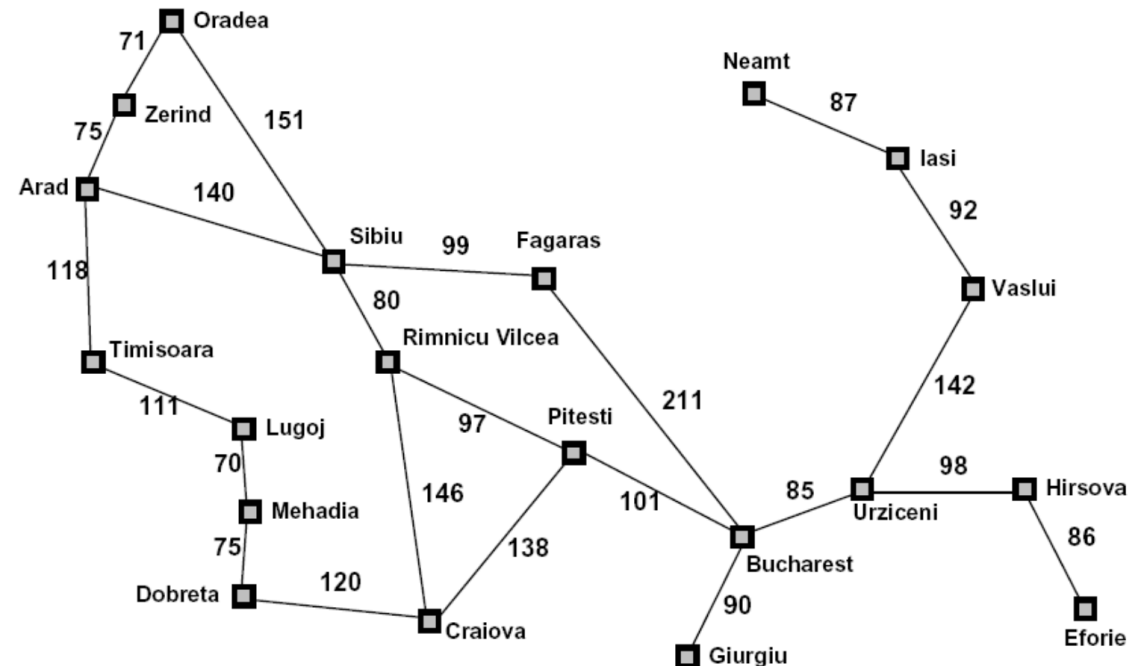 Oradea
71
Neamt
Zerind
87
151
75
Iasi
Arad
140
92
Sibiu
99
Fagaras
118
80
Vaslui
Rimnicu Vilcea
Timisoara
142
211
111
Pitesti
97
Lugoj
70
98
85
146
101
Hirsova
Urziceni
Mehadia
86
75
138
Bucharest
120
Dobreta
90
Craiova
Eforie
Giurgiu